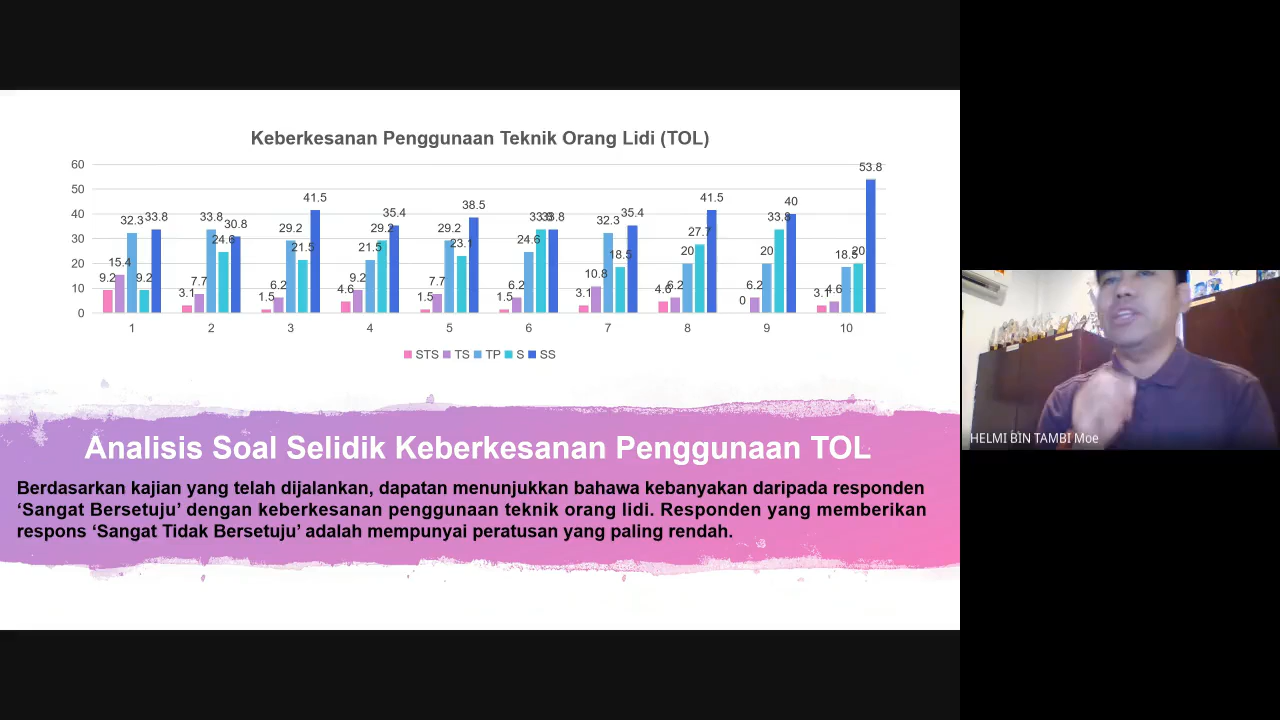 Keberkesanan Penggunaan Teknik Orang Lidi (TOL)
60
50
40
30
20
10
0
9.2 15.4 32.3 9.2 33.8
3.1 7.7 33.8 24.6 30.8
1.5 6.2 29.2 21.5 41.5
4.6 9.2 21.5 29.2 35.4
1.5 7.7 29.2 23.1 38.5
1.5 6.2 24.6 33.8 33.8
3.1 10.8 32.3 18.5 35.4
4.6 6.2 20 27.7 41.5
0 6.2 20 33.8 40
3.1 4.6 18.5 20 53.8
1 2 3 4 5 6 7 8 9 10
STS TS TP S SS
Analisis Soal Selidik Keberkesanan Penggunaan TOL
Berdasarkan kajian yang telah dijalankan, dapatan menunjukkan bahawa kebanyakan daripada responden
‘Sangat Bersetuju’ dengan keberkesanan penggunaan teknik orang lidi. Responden yang memberikan
respons ‘Sangat Tidak Bersetuju’ adalah mempunyai peratusan yang paling rendah.
HELMI BIN TAMBI Moe